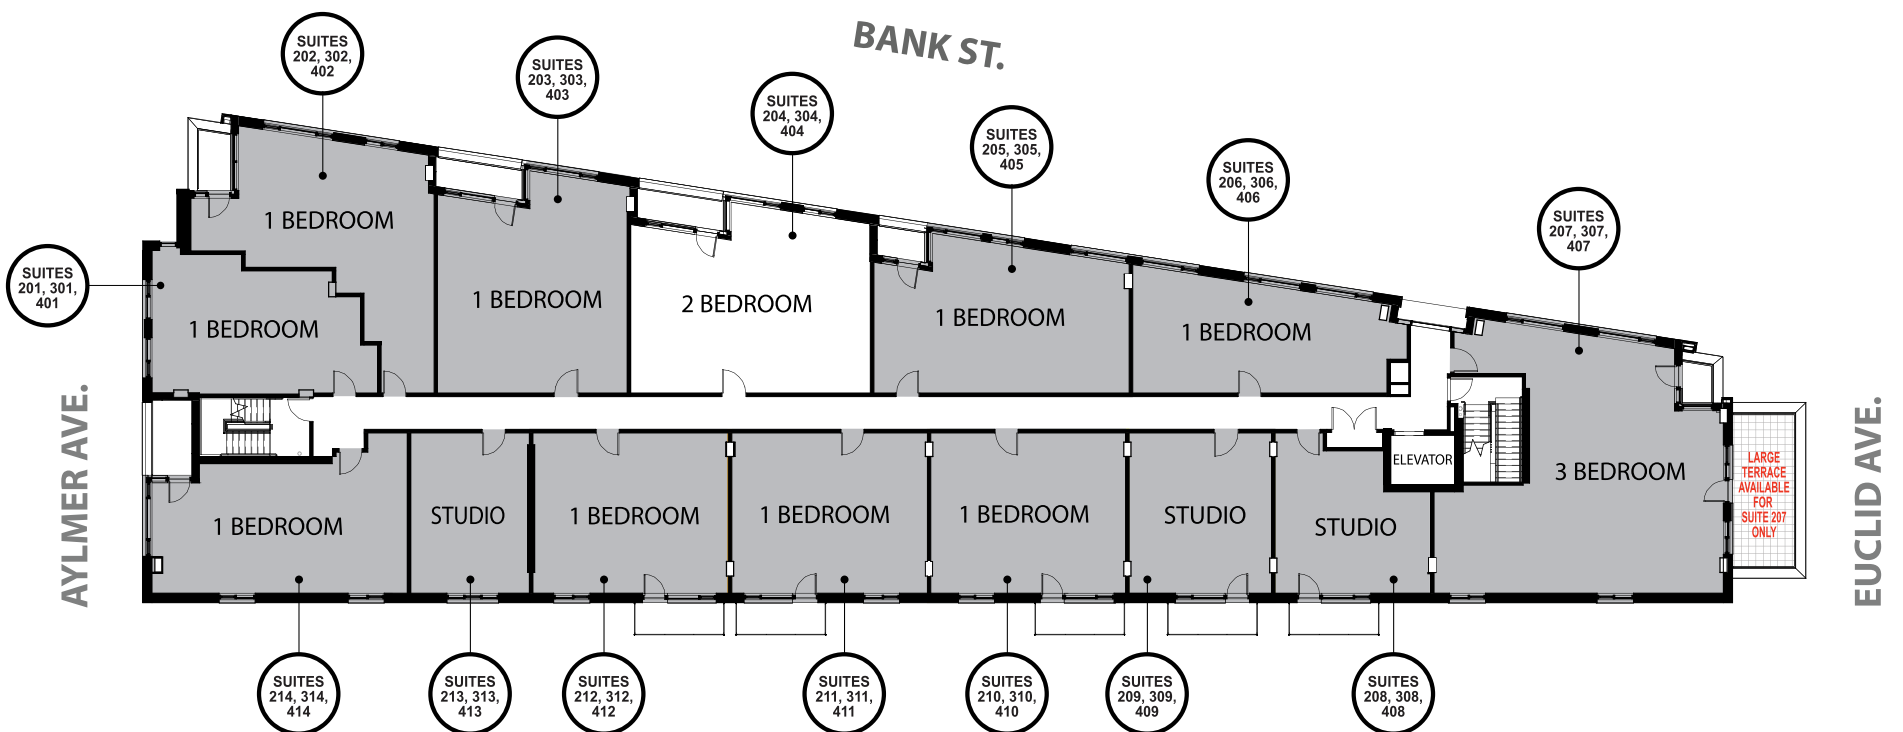 BANK ST.
SUITES
202, 302,
402
SUITES
203, 303,
403
SUITES
204, 304,
404
SUITES
205, 305,
405
SUITES
206, 306,
406
SUITES
207, 307,
407
SUITES
201, 301,
401
1 BEDROOM
1 BEDROOM
1 BEDROOM
2 BEDROOM
1 BEDROOM
1 BEDROOM
AYLMER AVE.
EUCLID AVE.
ELEVATOR
3 BEDROOM
LARGE
TERRACE
AVAILABLE
FOR
SUITE 207
ONLY
1 BEDROOM
STUDIO
1 BEDROOM
1 BEDROOM
1 BEDROOM
STUDIO
STUDIO
SUITES
214, 314,
414
SUITES
213, 313,
413
SUITES
212, 312,
412
SUITES
211, 311,
411
SUITES
210, 310,
410
SUITES
209, 309,
409
SUITES
208, 308,
408